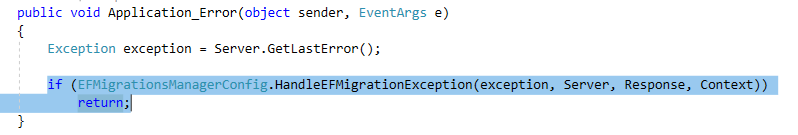 public void Application_Error(object sender, EventArgs e)
{
Exception exception = Server.GetLastError();
if (EFMigrationsManagerConfig.HandleEFMigrationException(exception, Server, Response, Context))
return;
}